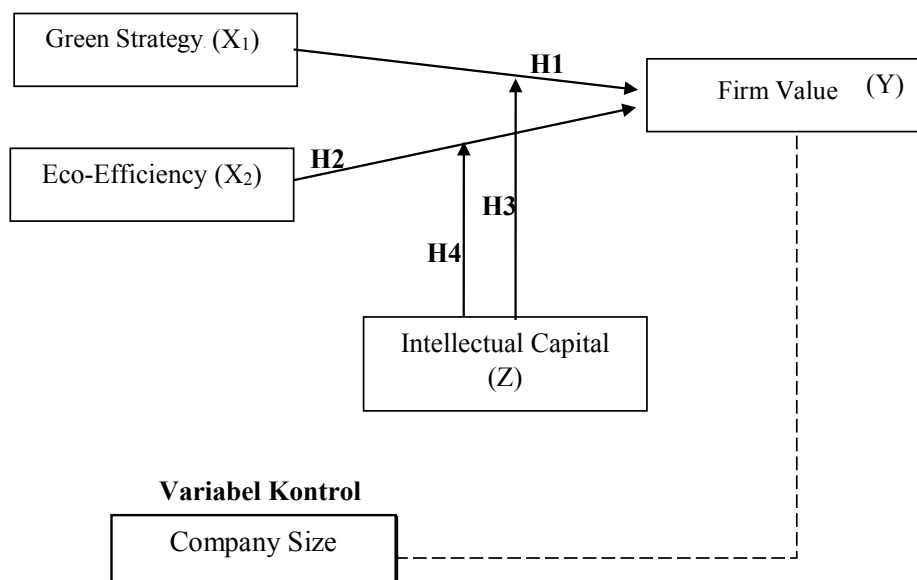 Green Strategy (X₁)
H1
Firm Value (Y)
Eco-Efficiency (X₂)
H2
H3
H4
Intellectual Capital
(Z)
Variabel Kontrol
Company Size